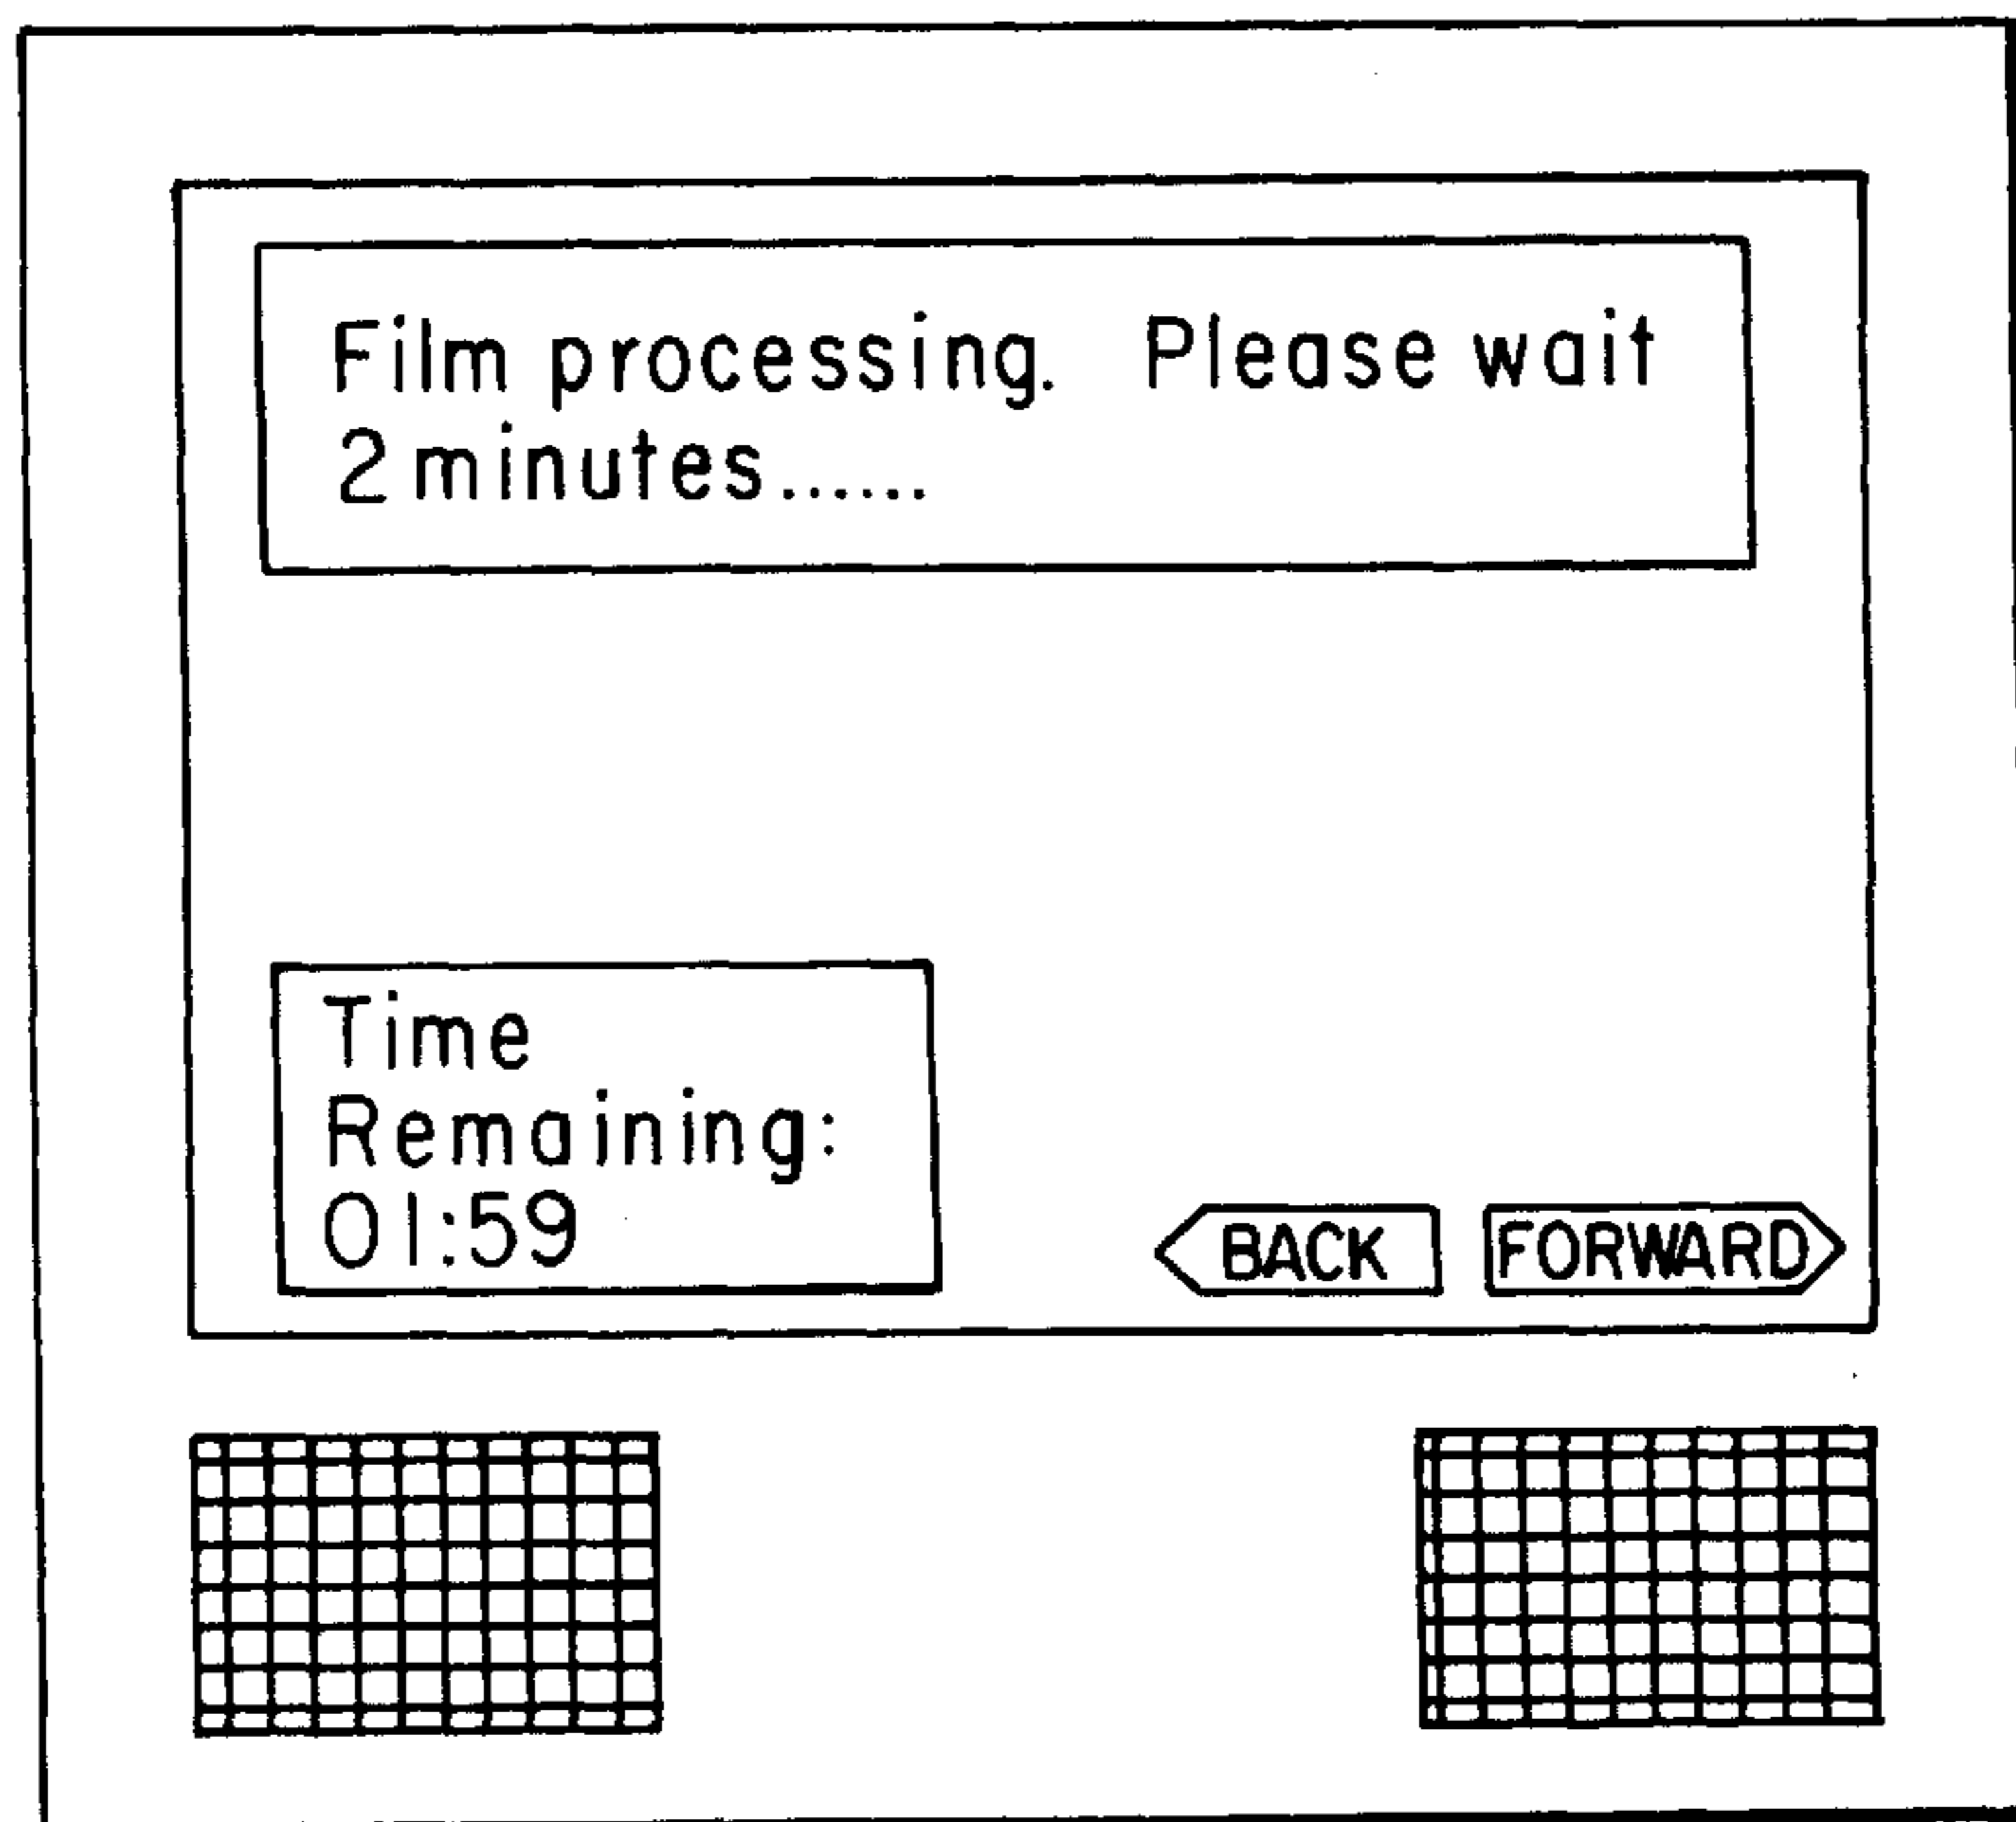 Film processing. Please wait
2 minutes......
Time
Remaining:
01:59
BACK
FORWARD